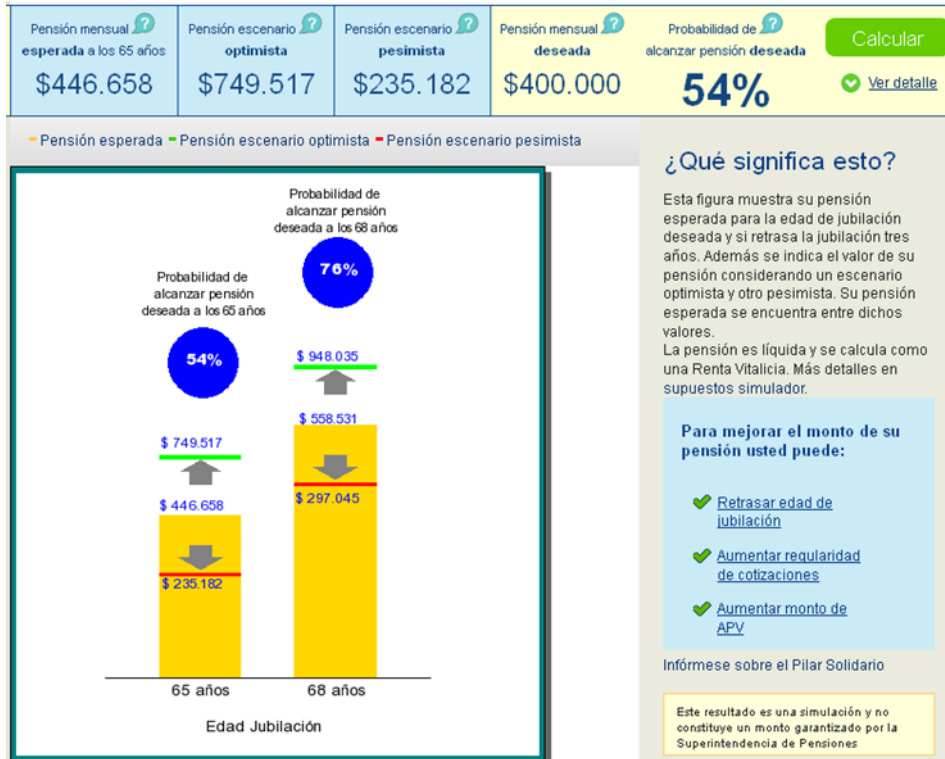 Pensión mensual ?
esperada a los 65 años
$446.658
Pensión escenario ?
optimista
$749.517
Pensión escenario ?
pesimista
$235.182
Pensión mensual ?
deseada
$400.000
Probabilidad de ?
alcanzar pensión deseada
54%
Calcular
Ver detalle
Pensión esperada Pensión escenario optimista Pensión escenario pesimista
Probabilidad de
alcanzar pensión
deseada a los 68 años
76%
Probabilidad de
alcanzar pensión
deseada a los 65 años
54%
$ 948.035
$ 558.531
$ 749.517
$ 297.045
$ 446.658
$ 235.182
65 años
68 años
Edad Jubilación
¿Qué significa esto?
Esta figura muestra su pensión
esperada para la edad de jubilación
deseada y si retrasa la jubilación tres
años. Además se indica el valor de su
pensión considerando un escenario
optimista y otro pesimista. Su pensión
esperada se encuentra entre dichos
valores.
La pensión es líquida y se calcula como
una Renta Vitalicia. Más detalles en
supuestos simulador.
Para mejorar el monto de su
pensión usted puede:
Retrasar edad de
jubilación
Aumentar regularidad
de cotizaciones
Aumentar monto de
APV
Infórmese sobre el Pilar Solidario
Este resultado es una simulación y no
constituye un monto garantizado por la
Superintendencia de Pensiones